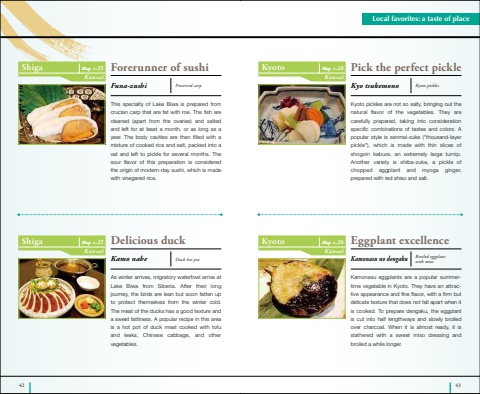 Local favorites: a taste of place
Shiga
Map No.25
Kansai
Forerunner of sushi
Funa-zushi
Preserved carp
This specialty of Lake Biwa is prepared from
crucian carp that are fat with roe. The fish are
cleaned (apart from the ovaries) and salted
and left for at least a month, or as long as a
year. The body cavities are then filled with a
mixture of cooked rice and salt, packed into a
vat and left to pickle for several months. The
sour flavor of this preparation is considered
the origin of modern-day sushi, which is made
with vinegared rice.
Shiga
Map No.25
Kansai
Delicious duck
Kamo nabe
Duck hot pot
As winter arrives, migratory waterfowl arrive at
Lake Biwa from Siberia. After their long
journey, the birds are lean but soon fatten up
to protect themselves from the winter cold.
The meat of the ducks has a good texture and
a sweet fattiness. A popular recipe in this area
is a hot pot of duck meat cooked with tofu
and leeks, Chinese cabbage, and other
vegetables.
42
Kyoto
Map No.26
Kansai
Pick the perfect pickle
Kyo tsukemono
Kyoto pickles
Kyoto pickles are not so salty, bringing out the
natural flavor of the vegetables. They are
carefully prepared, taking into consideration
specific combinations of tastes and colors. A
popular style is senmai-zuke ("thousand-layer
pickle"), which is made with thin slices of
shogoin kabura, an extremely large turnip.
Another variety is shiba-zuke, a pickle of
chopped eggplant and myoga ginger,
prepared with red shiso and salt.
Kyoto
Map No.26
Kansai
Eggplant excellence
Kamonasu no dengaku
Broiled eggplant
with miso
Kamonasu eggplants are a popular summer-
time vegetable in Kyoto. They have an attrac-
tive appearance and fine flavor, with a firm but
delicate texture that does not fall apart when it
is cooked. To prepare dengaku, the eggplant
is cut into half lengthways and slowly broiled
over charcoal. When it is almost ready, it is
slathered with a sweet miso dressing and
broiled a while longer.
43